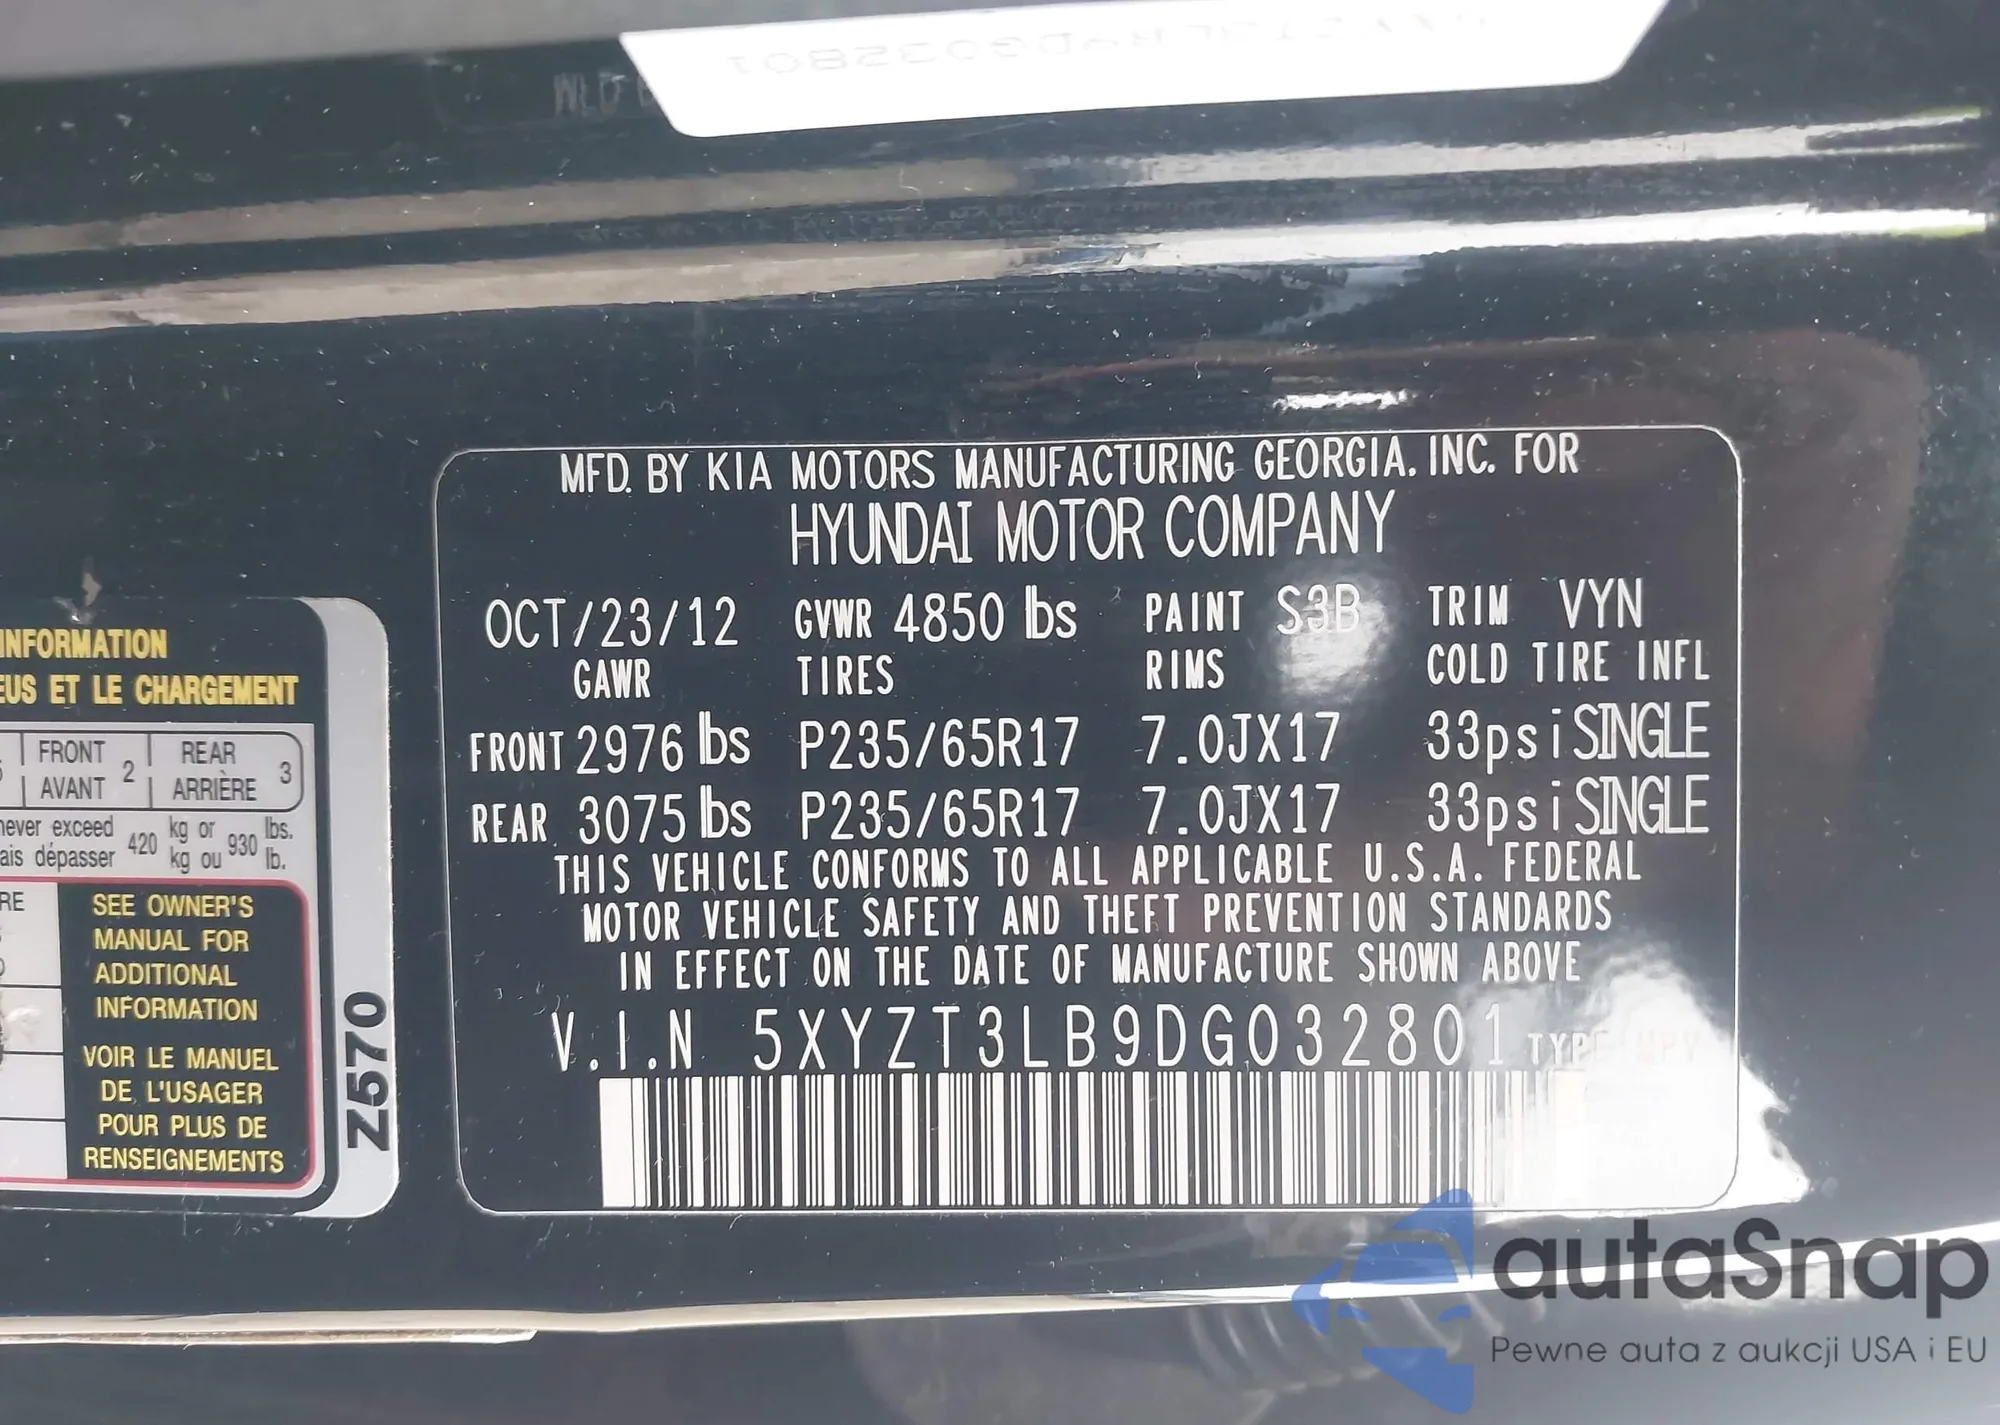 WLD
MFD. BY KIA MOTORS MANUFACTURING GEORGIA. INC. FOR
HYUNDAI MOTOR COMPANY
OCT/23/12 GVWR 4850 lbs PAINT S3B TRIM VYN
GAWR TIRES RIMS COLD TIRE INFL
FRONT 2976 lbs P235/65R17 7.0JX17 33psi SINGLE
REAR 3075 lbs P235/65R17 7.0JX17 33psi SINGLE
THIS VEHICLE CONFORMS TO ALL APPLICABLE U.S.A. FEDERAL
MOTOR VEHICLE SAFETY AND THEFT PREVENTION STANDARDS
IN EFFECT ON THE DATE OF MANUFACTURE SHOWN ABOVE
V.I.N 5XYZT3LB9DG032801 TYPE MPV
INFORMATION
ET LE CHARGEMENT
FRONT 2 REAR 3
AVANT ARRIÈRE
never exceed 420 kg or 930 lbs.
dépasser kg ou lb.
SEE OWNER'S
MANUAL FOR
ADDITIONAL
INFORMATION
VOIR LE MANUEL
DE L'USAGER
POUR PLUS DE
RENSEIGNEMENTS
Z570
autaSnap
Pewne auta z aukcji USA i EU